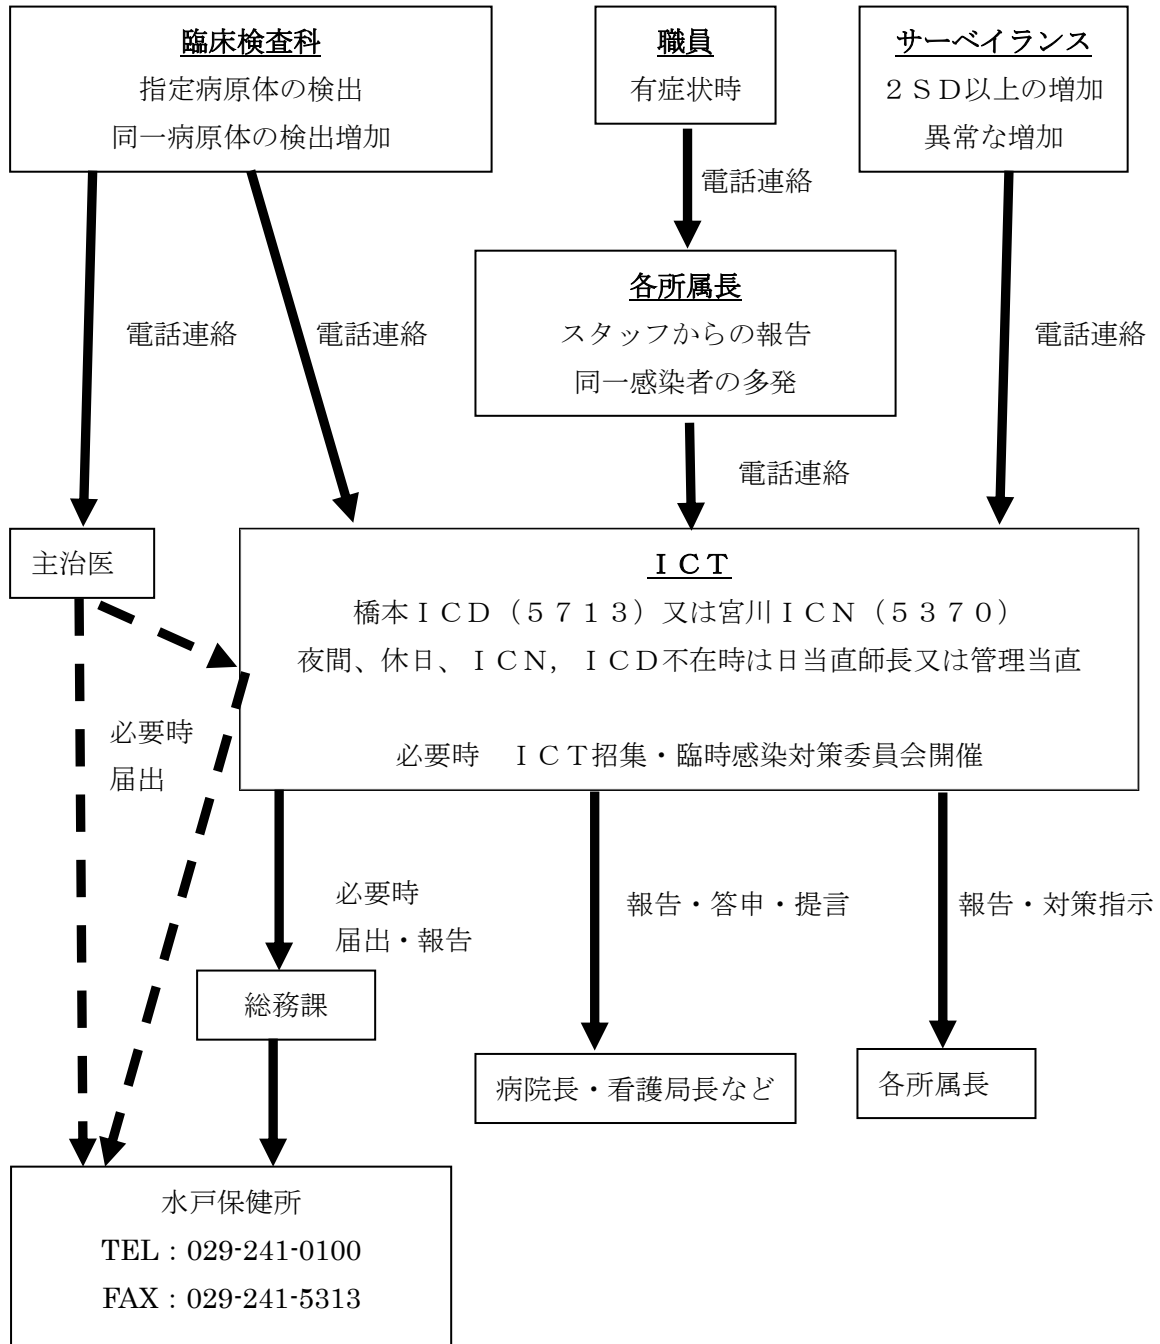 臨床検査科
指定病原体の検出
同一病原体の検出増加
職員
有症状時
サーベイランス
２ＳＤ以上の増加
異常な増加
電話連絡
各所属長
スタッフからの報告
同一感染者の多発
電話連絡
電話連絡
電話連絡
電話連絡
主治医
ＩＣＴ
橋本ＩＣＤ（５７１３）又は宮川ＩＣＮ（５３７０）
夜間、休日、ＩＣＮ，ＩＣＤ不在時は日当直師長又は管理当直
必要時　ＩＣＴ招集・臨時感染対策委員会開催
必要時
届出
必要時
届出・報告
報告・答申・提言
報告・対策指示
総務課
病院長・看護局長など
各所属長
水戸保健所
TEL：029-241-0100
FAX：029-241-5313